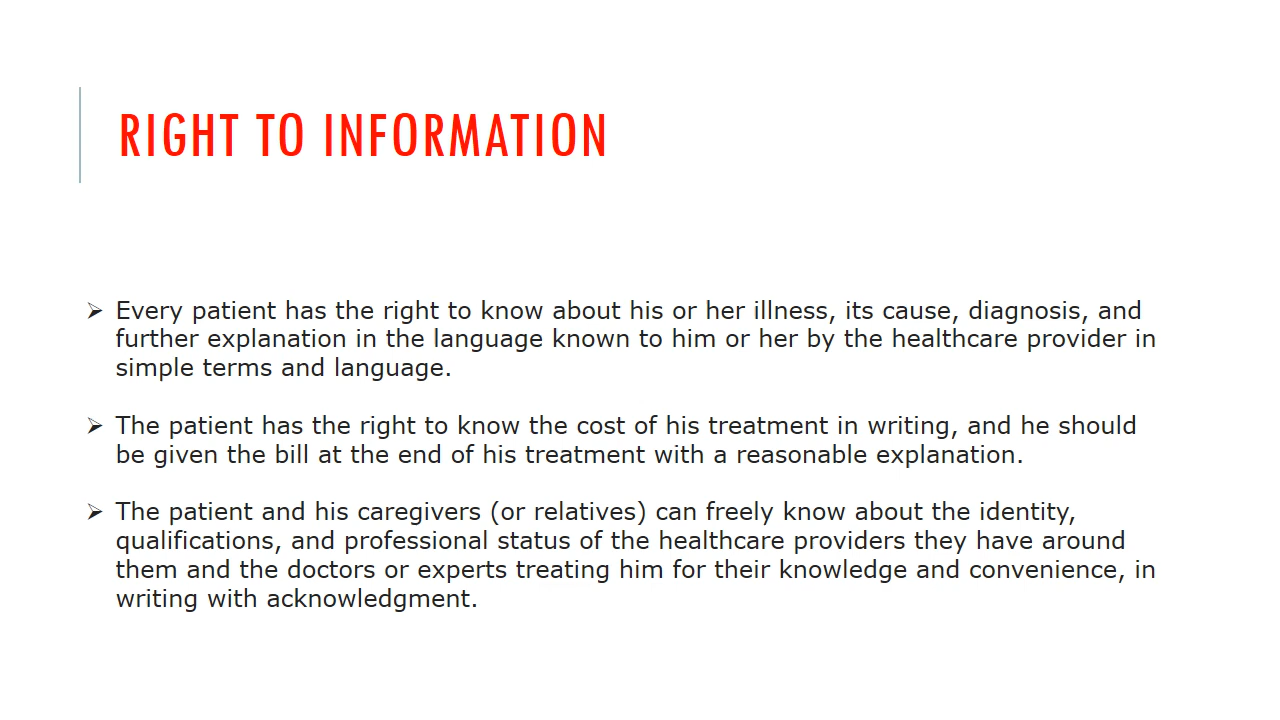 RIGHT TO INFORMATION
➢ Every patient has the right to know about his or her illness, its cause, diagnosis, and
further explanation in the language known to him or her by the healthcare provider in
simple terms and language.
➢ The patient has the right to know the cost of his treatment in writing, and he should
be given the bill at the end of his treatment with a reasonable explanation.
➢ The patient and his caregivers (or relatives) can freely know about the identity,
qualifications, and professional status of the healthcare providers they have around
them and the doctors or experts treating him for their knowledge and convenience, in
writing with acknowledgment.